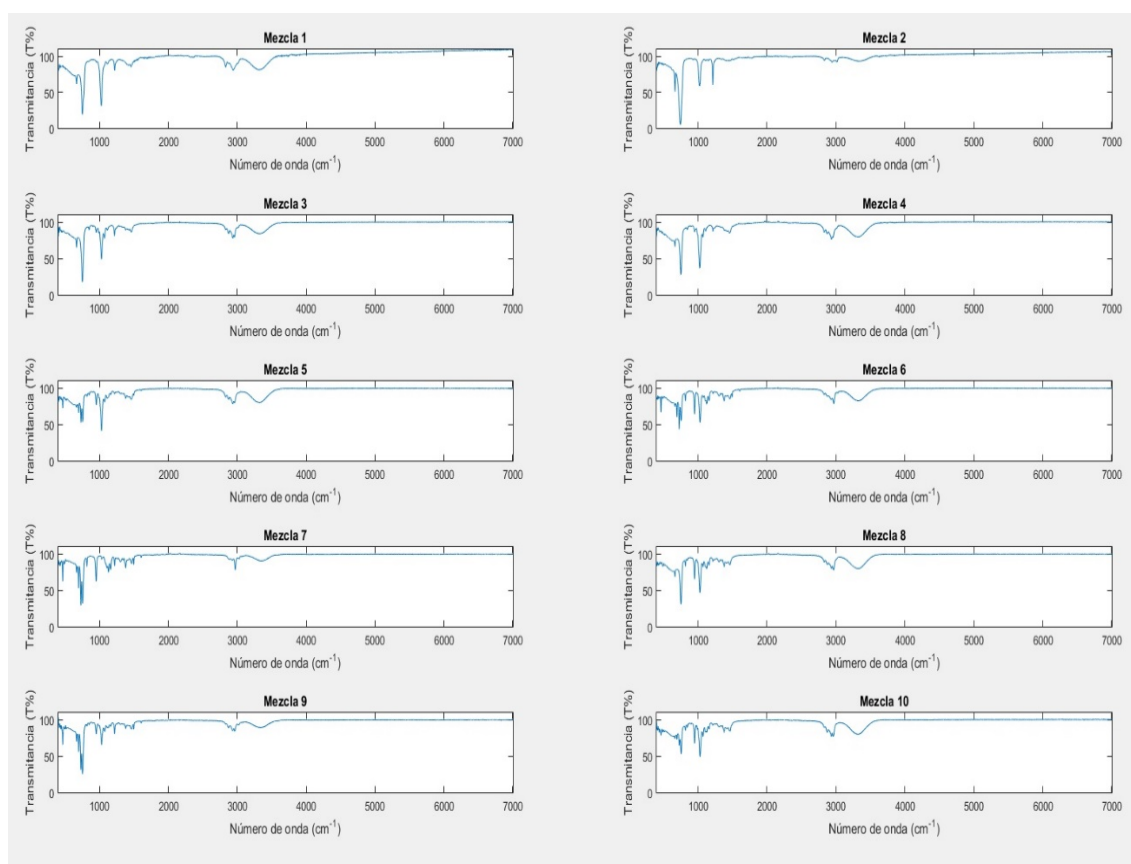 Mezcla 1
Transmitancia (T%)
100
50
0
1000 2000 3000 4000 5000 6000 7000
Número de onda (cm-1)
Mezcla 2
Transmitancia (T%)
100
50
0
1000 2000 3000 4000 5000 6000 7000
Número de onda (cm-1)
Mezcla 3
Transmitancia (T%)
100
50
0
1000 2000 3000 4000 5000 6000 7000
Número de onda (cm-1)
Mezcla 4
Transmitancia (T%)
100
50
0
1000 2000 3000 4000 5000 6000 7000
Número de onda (cm-1)
Mezcla 5
Transmitancia (T%)
100
50
0
1000 2000 3000 4000 5000 6000 7000
Número de onda (cm-1)
Mezcla 6
Transmitancia (T%)
100
50
0
1000 2000 3000 4000 5000 6000 7000
Número de onda (cm-1)
Mezcla 7
Transmitancia (T%)
100
50
0
1000 2000 3000 4000 5000 6000 7000
Número de onda (cm-1)
Mezcla 8
Transmitancia (T%)
100
50
0
1000 2000 3000 4000 5000 6000 7000
Número de onda (cm-1)
Mezcla 9
Transmitancia (T%)
100
50
0
1000 2000 3000 4000 5000 6000 7000
Número de onda (cm-1)
Mezcla 10
Transmitancia (T%)
100
50
0
1000 2000 3000 4000 5000 6000 7000
Número de onda (cm-1)